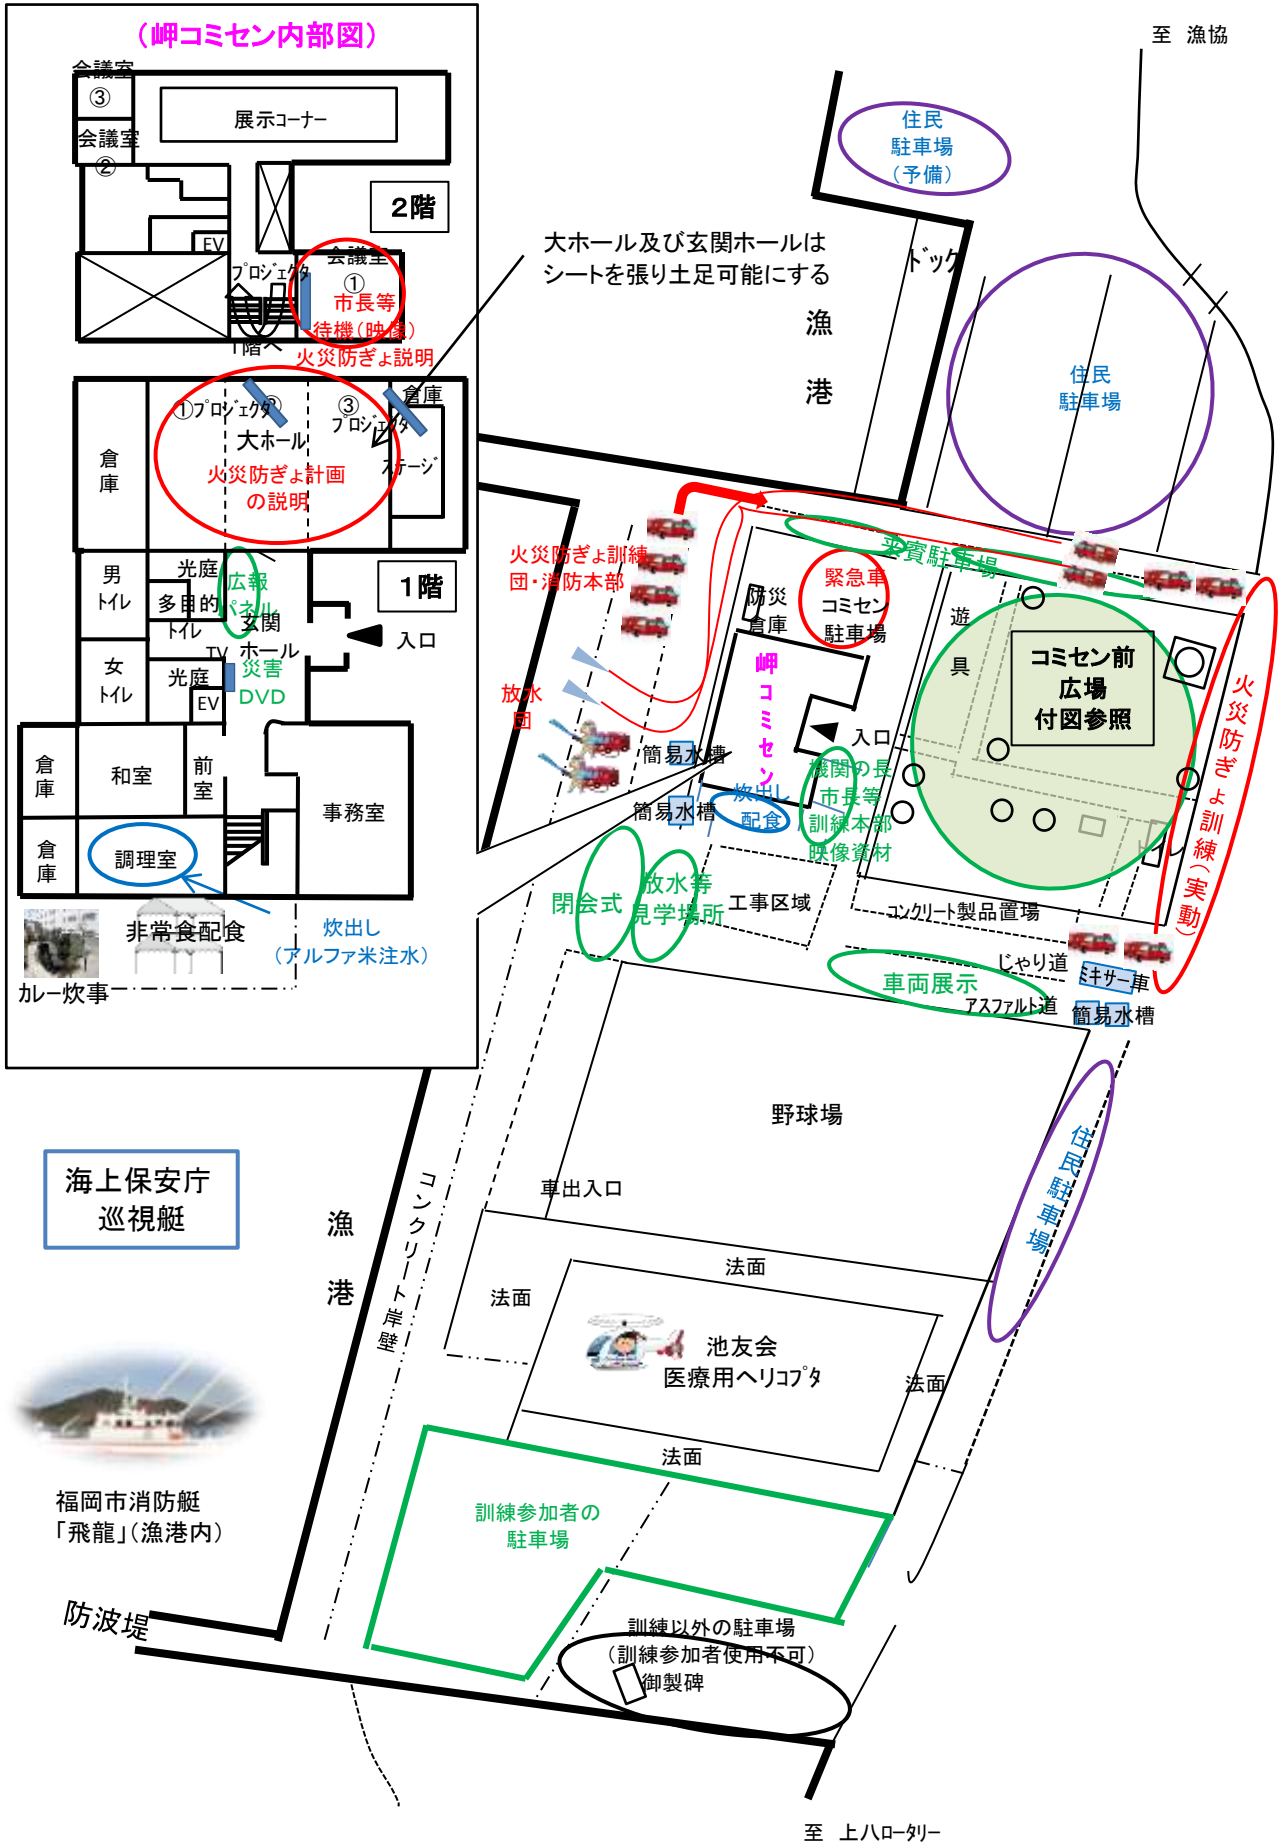 （岬コミセン内部図）
会議室
③
展示コーナー
会議室
②
２階
EV
プロジェクタ
会議室
①
市長等
待機（映像）
火災防ぎょ説明
1階へ
大ホール及び玄関ホールは
シートを張り土足可能にする
倉庫
①プロジェクタ
②
③
プロジェクタ
倉庫
大ホール
ステージ
火災防ぎょ計画
の説明
男
トイレ
光庭
多目的
トイレ
広報
パネル
玄関
ホール
１階
入口
女
トイレ
光庭
TV
災害
DVD
EV
倉庫
和室
前室
事務室
倉庫
調理室
非常食配食
炊出し
（アルファ米注水）
カレー炊事
至　漁協
住民
駐車場
（予備）
ドック
漁港
住民
駐車場
火災防ぎょ訓練
団・消防本部
来賓駐車場
緊急車
コミセン
駐車場
防災
倉庫
遊具
コミセン前
広場
付図参照
岬コミセン
入口
放水
団
簡易水槽
簡易水槽
炊出し
配食
機関の長
市長等
訓練本部
映像資材
トイレ
火災防ぎょ訓練（実動）
閉会式
放水等
見学場所
工事区域
コンクリート製品置場
じゃり道
ミキサー車
車両展示
アスファルト道
簡易水槽
野球場
住民駐車場
海上保安庁
巡視艇
漁港
コンクリート岸壁
車出入口
法面
法面
池友会
医療用ヘリコプタ
法面
法面
福岡市消防艇
「飛龍」（漁港内）
訓練参加者の
駐車場
防波堤
訓練以外の駐車場
（訓練参加者使用不可）
御製碑
至　上八ロータリー